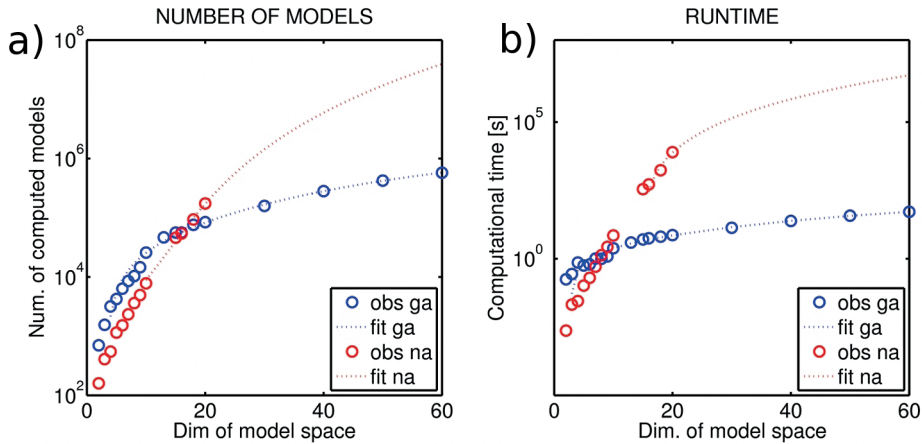 a)
NUMBER OF MODELS
10^8
10^6
10^4
10^2
Num. of computed models
0
20
40
60
Dim of model space
obs ga
fit ga
obs na
fit na
b)
RUNTIME
10^5
10^0
Computational time [s]
0
20
40
60
Dim. of model space
obs ga
fit ga
obs na
fit na